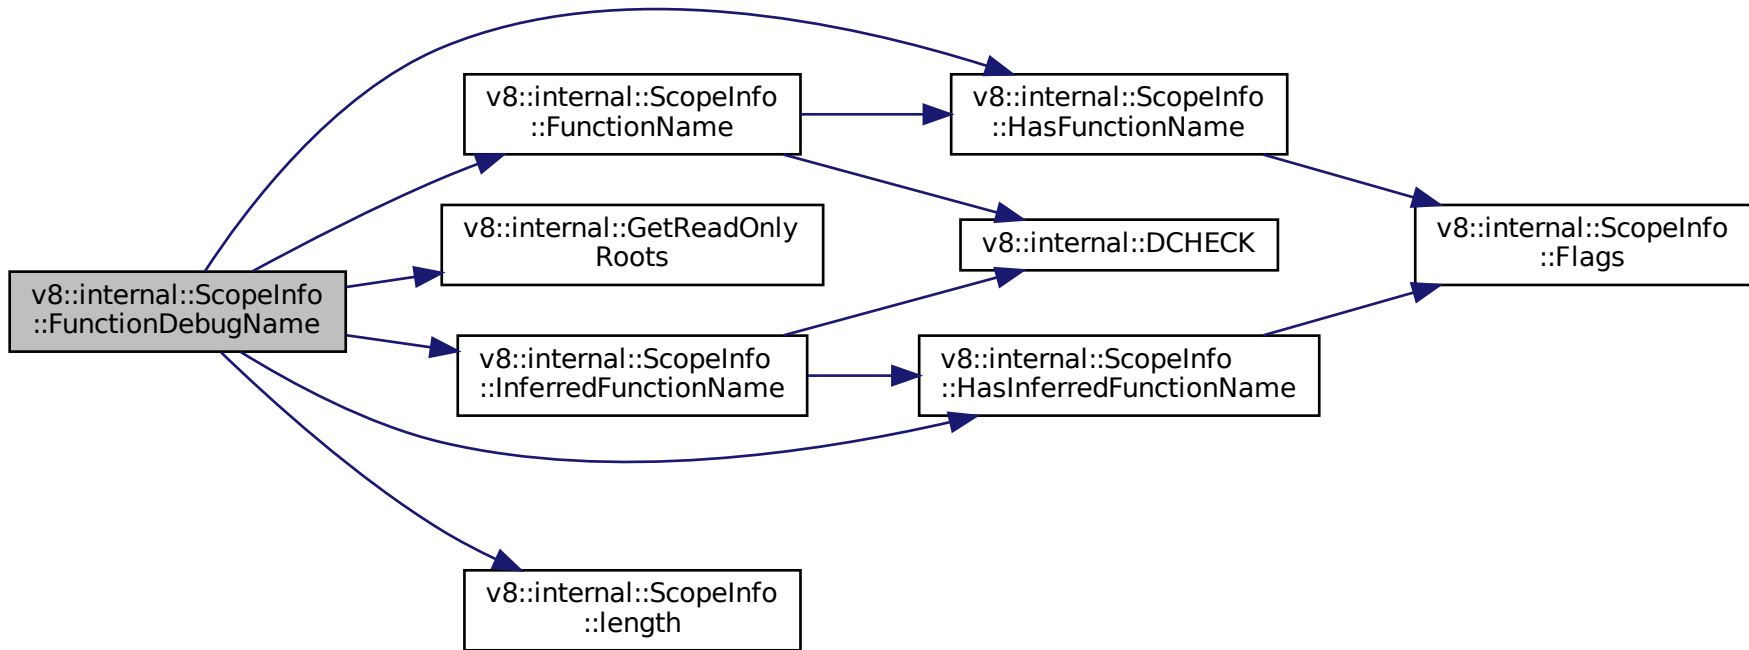 v8::internal::ScopeInfo
::FunctionDebugName
v8::internal::ScopeInfo
::FunctionName
v8::internal::GetReadOnly
Roots
v8::internal::ScopeInfo
::InferredFunctionName
v8::internal::ScopeInfo
::length
v8::internal::ScopeInfo
::HasFunctionName
v8::internal::DCHECK
v8::internal::ScopeInfo
::HasInferredFunctionName
v8::internal::ScopeInfo
::Flags